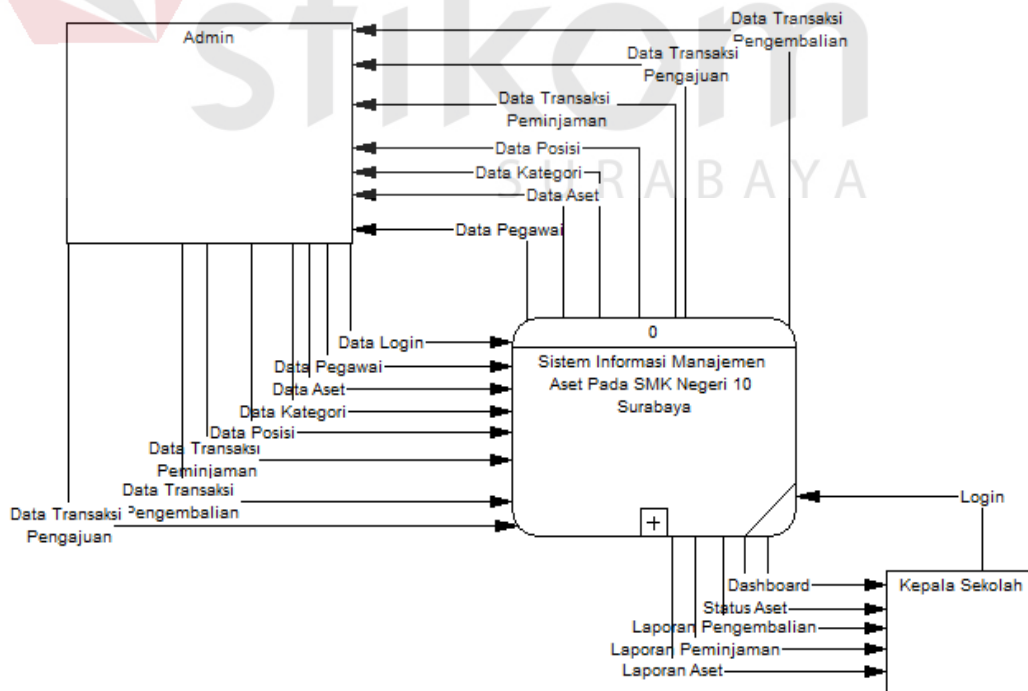 stikom
SURABAYA
Admin
Data Transaksi
Pengembalian
Data Transaksi
Pengajuan
Data Transaksi
Peminjaman
Data Posisi
Data Kategori
Data Aset
Data Pegawai
0
Sistem Informasi Manajemen
Aset Pada SMK Negeri 10
Surabaya
Data Login
Data Pegawai
Data Aset
Data Kategori
Data Posisi
Data Transaksi
Peminjaman
Data Transaksi
Pengembalian
Data Transaksi
Pengajuan
+
Login
Kepala Sekolah
Dashboard
Status Aset
Laporan Pengembalian
Laporan Peminjaman
Laporan Aset